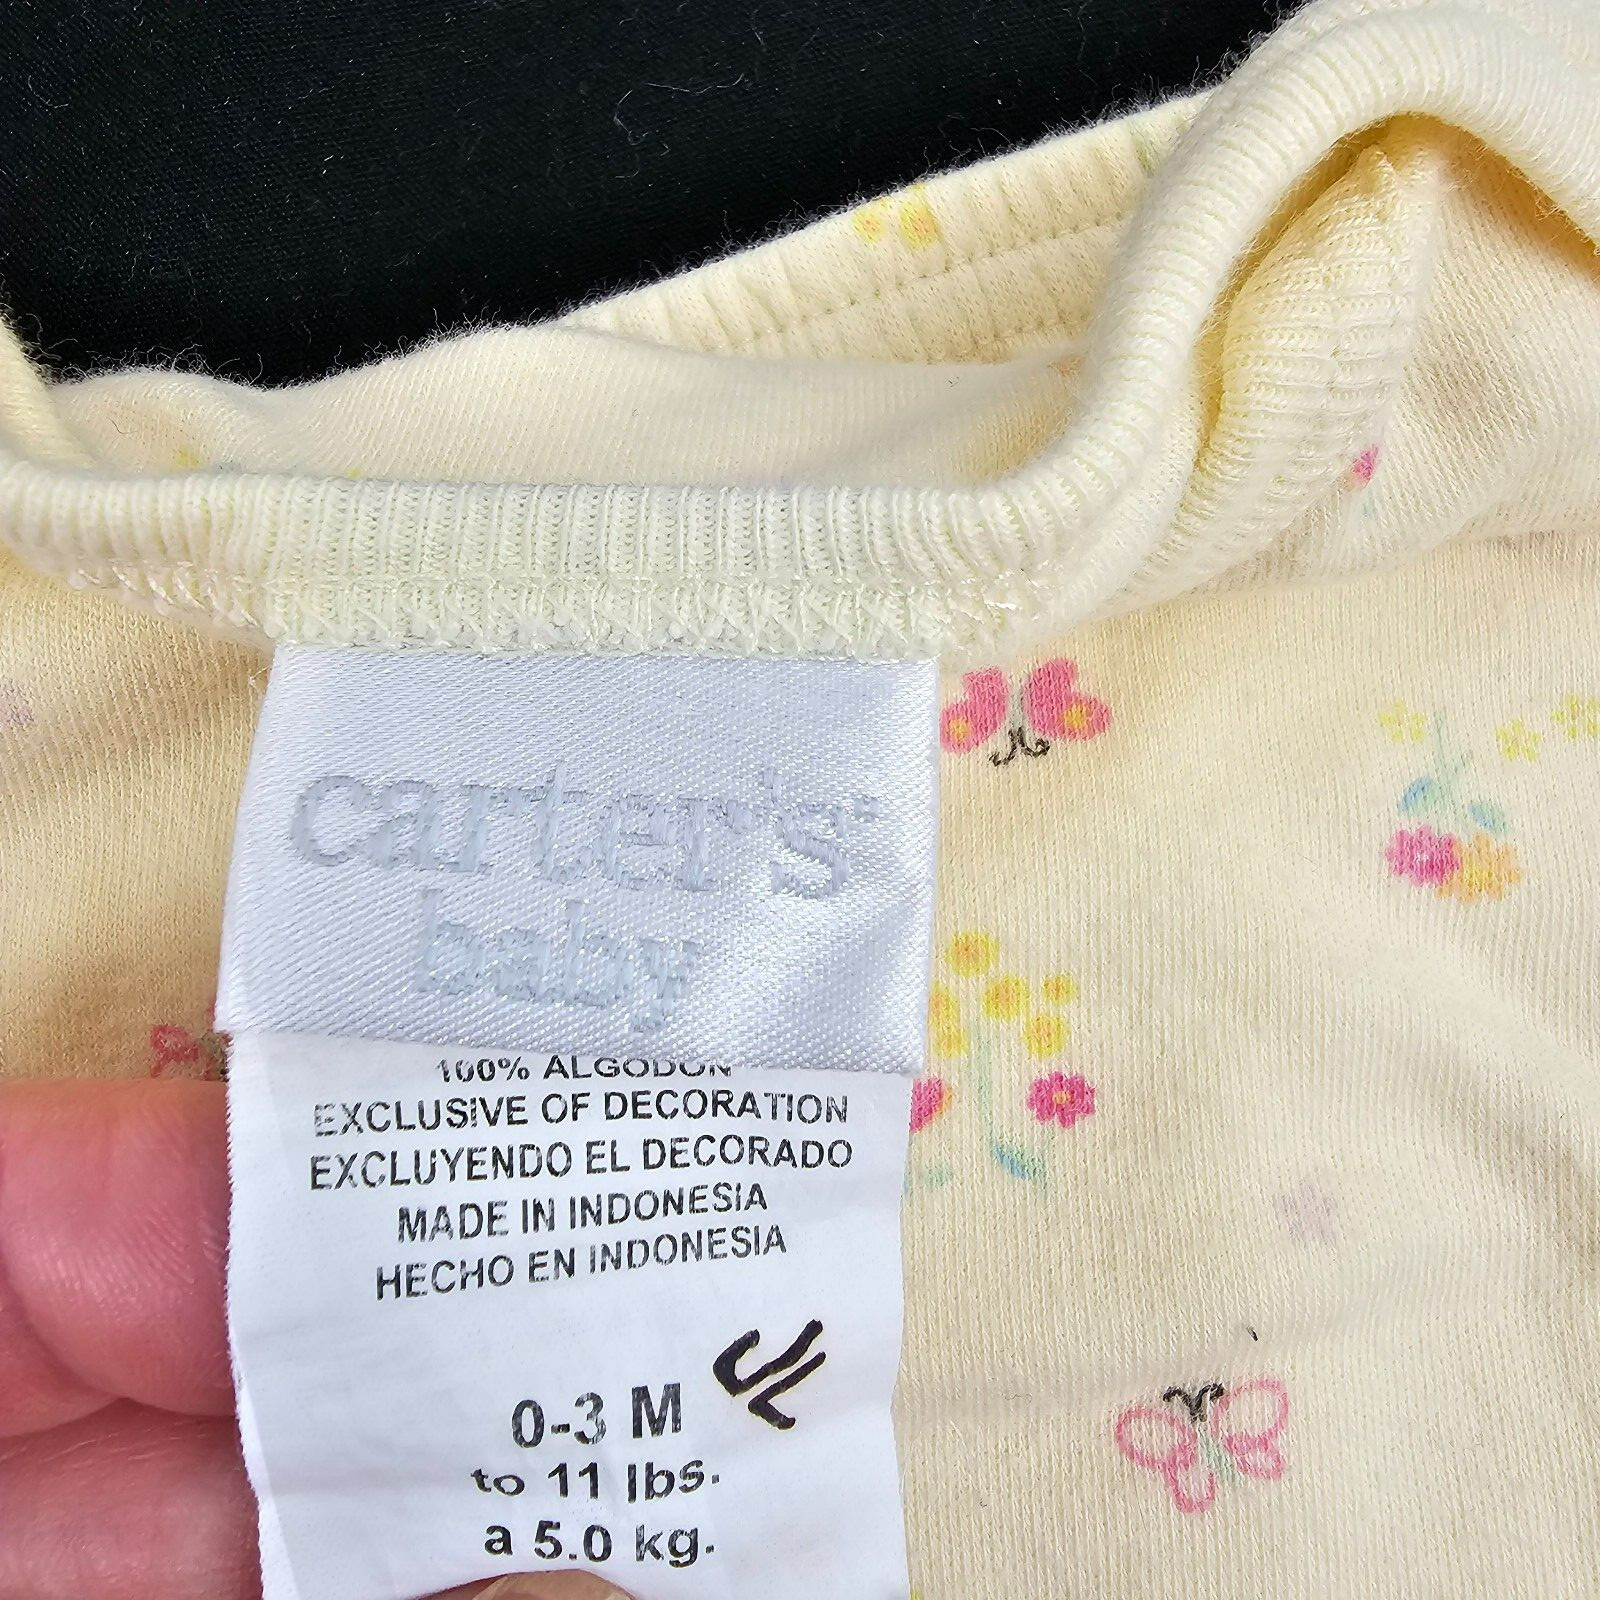 carter's
baby
100% ALGODON
EXCLUSIVE OF DECORATION
EXCLUYENDO EL DECORADO
MADE IN INDONESIA
HECHO EN INDONESIA
JL
0-3 M
to 11 lbs.
a 5.0 kg.